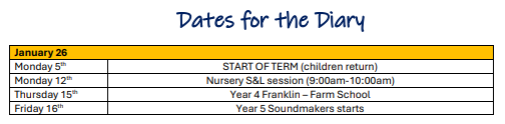 Dates for the Diary
January 26
Monday 5th START OF TERM (children return)
Monday 12th Nursery S&L session (9:00am-10:00am)
Thursday 15th Year 4 Franklin – Farm School
Friday 16th Year 5 Soundmakers starts